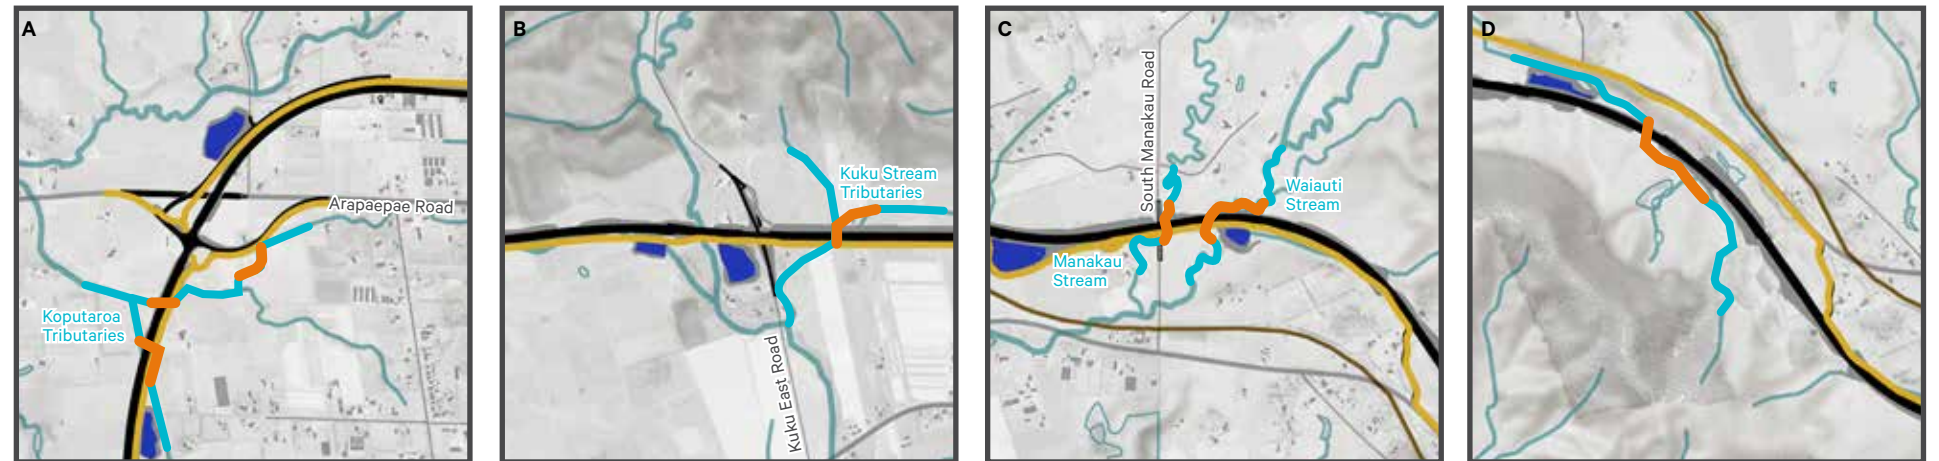 A
Arapaepae Road
Koputaroa
Tributaries
B
Kuku Stream
Tributaries
Kuku East Road
C
South Manakau Road
Waiauti
Stream
Manakau
Stream
D